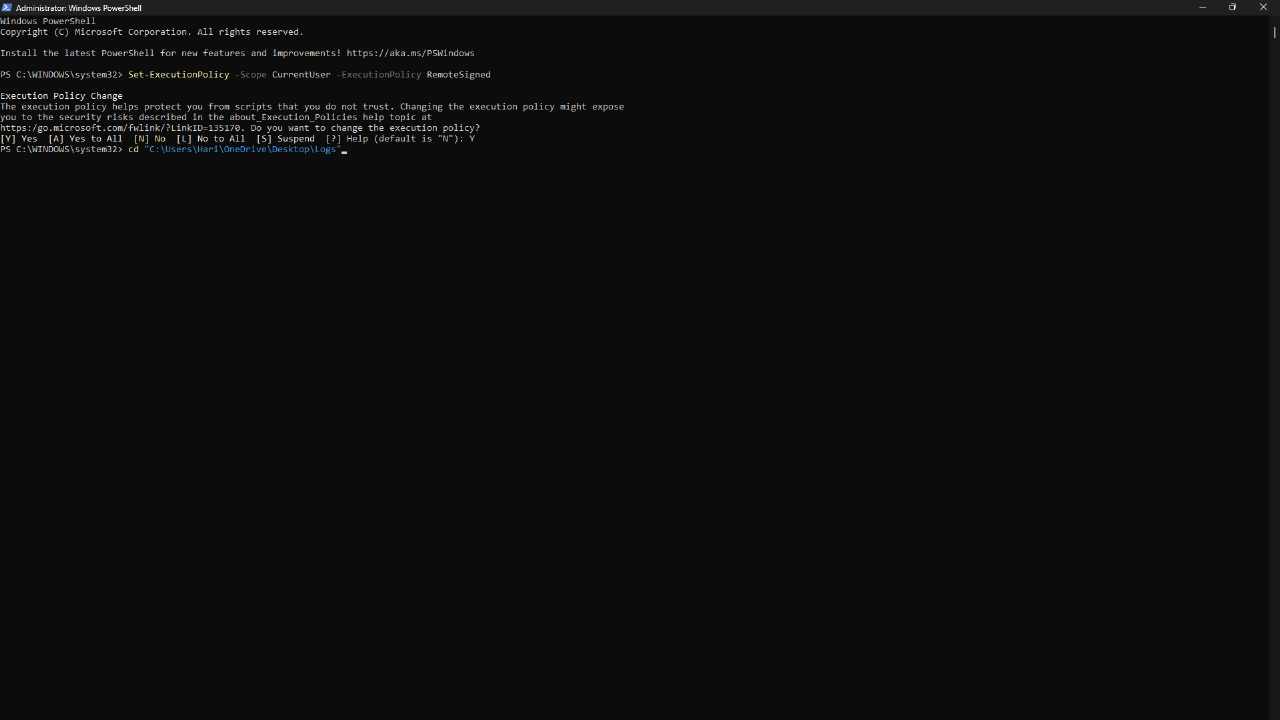 Administrator: Windows PowerShell
Windows PowerShell
Copyright (C) Microsoft Corporation. All rights reserved.
Install the latest PowerShell for new features and improvements! https://aka.ms/PSWindows
PS C:\WINDOWS\system32> Set-ExecutionPolicy -Scope CurrentUser -ExecutionPolicy RemoteSigned
Execution Policy Change
The execution policy helps protect you from scripts that you do not trust. Changing the execution policy might expose
you to the security risks described in the about_Execution_Policies help topic at
https:/go.microsoft.com/fwlink/?LinkID=135170. Do you want to change the execution policy?
[Y] Yes  [A] Yes to All  [N] No  [L] No to All  [S] Suspend  [?] Help (default is "N"): Y
PS C:\WINDOWS\system32> cd "C:\Users\Hari\OneDrive\Desktop\Logs"